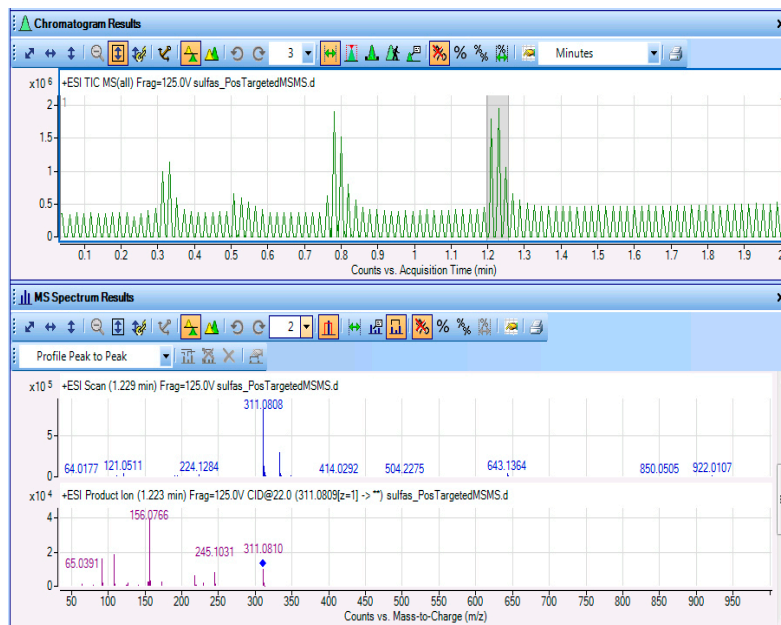 Chromatogram Results
3 % Minutes
x10 6 +ESI TIC MS(all) Frag=125.0V sulfas_PosTargetedMSMS.d
1
2
1.5
1
0.5
0
0.1 0.2 0.3 0.4 0.5 0.6 0.7 0.8 0.9 1 1.1 1.2 1.3 1.4 1.5 1.6 1.7 1.8 1.9 2
Counts vs. Acquisition Time (min)
MS Spectrum Results
2 %
Profile Peak to Peak
x10 5 +ESI Scan (1.229 min) Frag=125.0V sulfas_PosTargetedMSMS.d
311.0808
5
64.0177 121.0511 224.1284 414.0292 504.2275 643.1364 850.0505 922.0107
0
x10 4 +ESI Product Ion (1.223 min) Frag=125.0V CID@22.0 (311.0809[z=1] -> **) sulfas_PosTargetedMSMS.d
4
156.0766
2
65.0391 245.1031 311.0810
0
50 100 150 200 250 300 350 400 450 500 550 600 650 700 750 800 850 900 950
Counts vs. Mass-to-Charge (m/z)